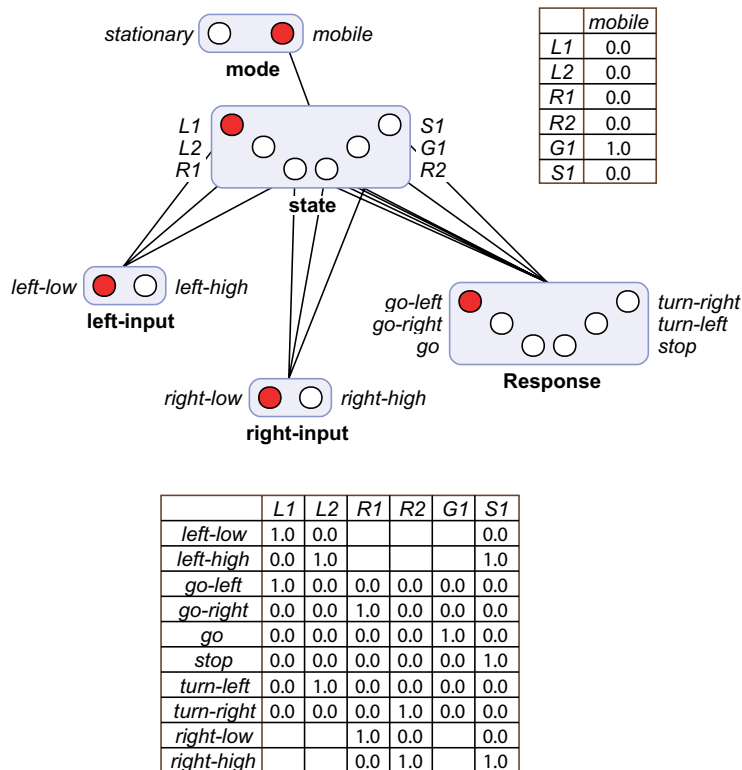 stationary mobile
mode
L1 S1
L2 G1
R1 R2
state
left-low left-high
left-input
go-left turn-right
go-right turn-left
go stop
Response
right-low right-high
right-input
mobile
L1 0.0
L2 0.0
R1 0.0
R2 0.0
G1 1.0
S1 0.0
L1 L2 R1 R2 G1 S1
left-low 1.0 0.0 0.0
left-high 0.0 1.0 1.0
go-left 1.0 0.0 0.0 0.0 0.0 0.0
go-right 0.0 0.0 1.0 0.0 0.0 0.0
go 0.0 0.0 0.0 0.0 1.0 0.0
stop 0.0 0.0 0.0 0.0 0.0 1.0
turn-left 0.0 1.0 0.0 0.0 0.0 0.0
turn-right 0.0 0.0 0.0 1.0 0.0 0.0
right-low 1.0 0.0 0.0
right-high 0.0 1.0 1.0